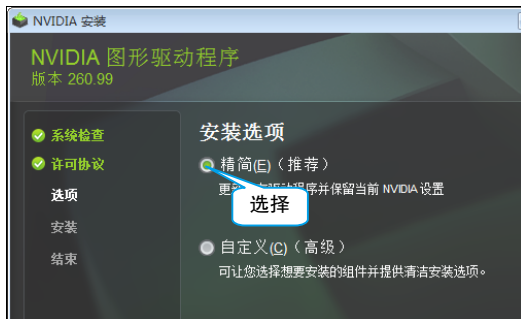 NVIDIA 安装
NVIDIA 图形驱动程序
版本 260.99
系统检查
许可协议
选项
安装
结束
安装选项
精简(E)（推荐）
更 驱动程序并保留当前 NVIDIA 设置
选择
自定义(C)（高级）
可让您选择想要安装的组件并提供清洁安装选项。